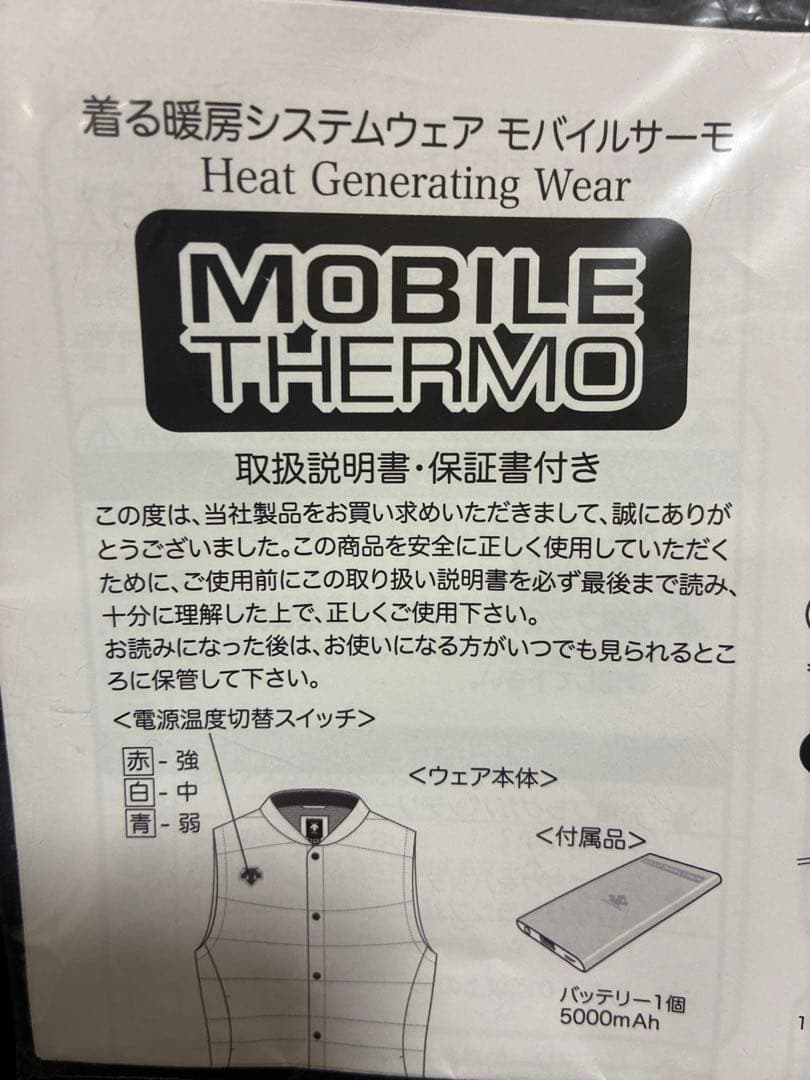 着る暖房システムウェア モバイルサーモ
Heat Generating Wear
MOBILE
THERMO
取扱説明書・保証書付き
この度は、当社製品をお買い求めいただきまして、誠にありが
とうございました。この商品を安全に正しく使用していただく
ために、ご使用前にこの取り扱い説明書を必ず最後まで読み、
十分に理解した上で、正しくご使用下さい。
お読みになった後は、お使いになる方がいつでも見られるとこ
ろに保管して下さい。
<電源温度切替スイッチ>
赤 - 強
白 - 中
青 - 弱
<ウェア本体>
<付属品>
バッテリー1個
5000mAh
1